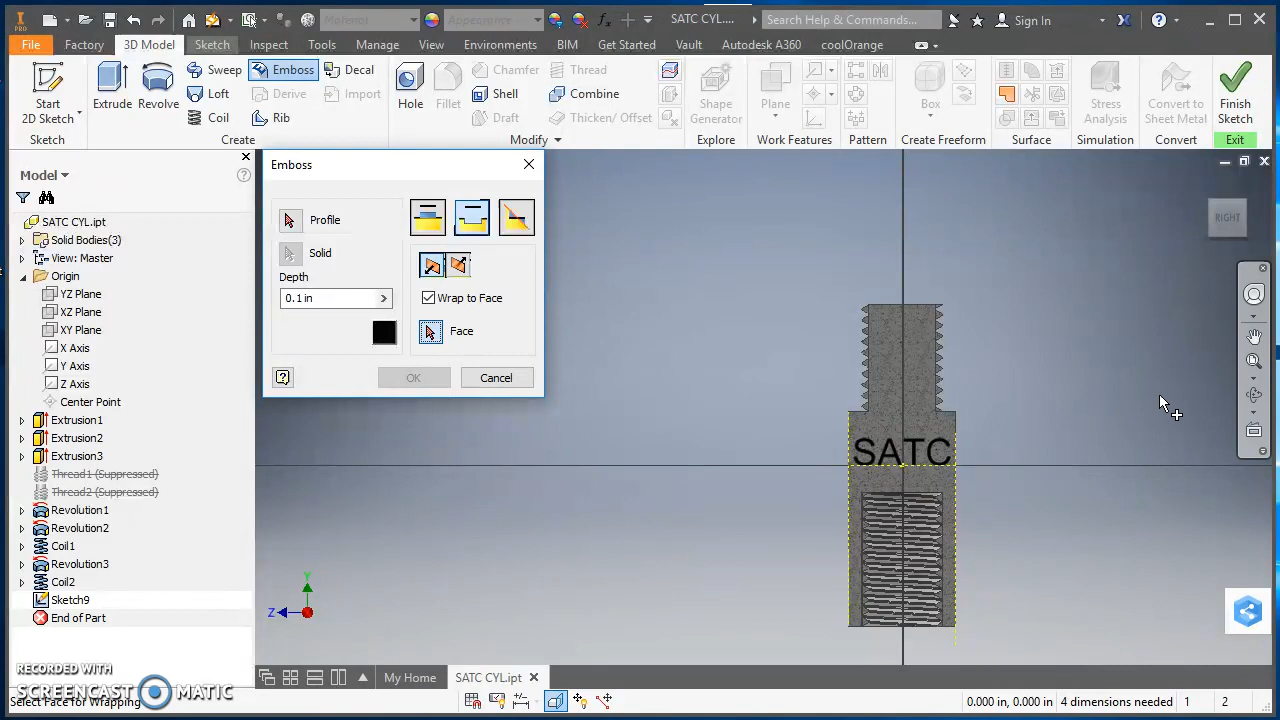 PRO
Material
Appearance
SATC CYL....
Search Help & Commands...
Sign In
File
Factory
3D Model
Sketch
Inspect
Tools
Manage
View
Environments
BIM
Get Started
Vault
Autodesk A360
coolOrange
Start
2D Sketch
Extrude
Revolve
Sweep
Loft
Coil
Emboss
Derive
Rib
Decal
Import
Hole
Fillet
Chamfer
Shell
Draft
Thread
Combine
Thicken/ Offset
Shape
Generator
Plane
Box
Stress
Analysis
Convert to
Sheet Metal
Finish
Sketch
Sketch
Create
Modify
Explore
Work Features
Pattern
Create Freeform
Surface
Simulation
Convert
Exit
Model
SATC CYL.ipt
Solid Bodies(3)
View: Master
Origin
YZ Plane
XZ Plane
XY Plane
X Axis
Y Axis
Z Axis
Center Point
Extrusion1
Extrusion2
Extrusion3
Thread1 (Suppressed)
Thread2 (Suppressed)
Revolution1
Revolution2
Coil1
Revolution3
Coil2
Sketch9
End of Part
Emboss
Profile
Solid
Depth
0.1 in
Wrap to Face
Face
OK
Cancel
RIGHT
SATC
Y
Z
My Home
SATC CYL.ipt
RECORDED WITH
SCREENCAST MATIC
Select Face for Wrapping
0.000 in, 0.000 in
4 dimensions needed
1
2